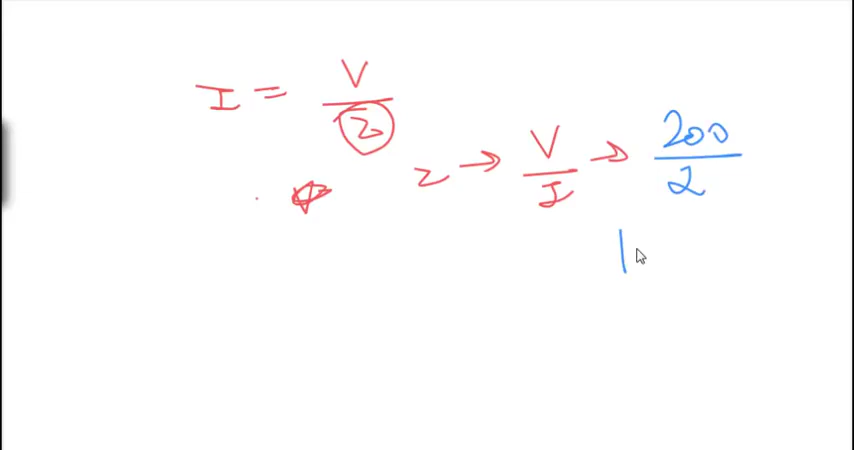 I = V/Z
Z → V/I → 200/2
1